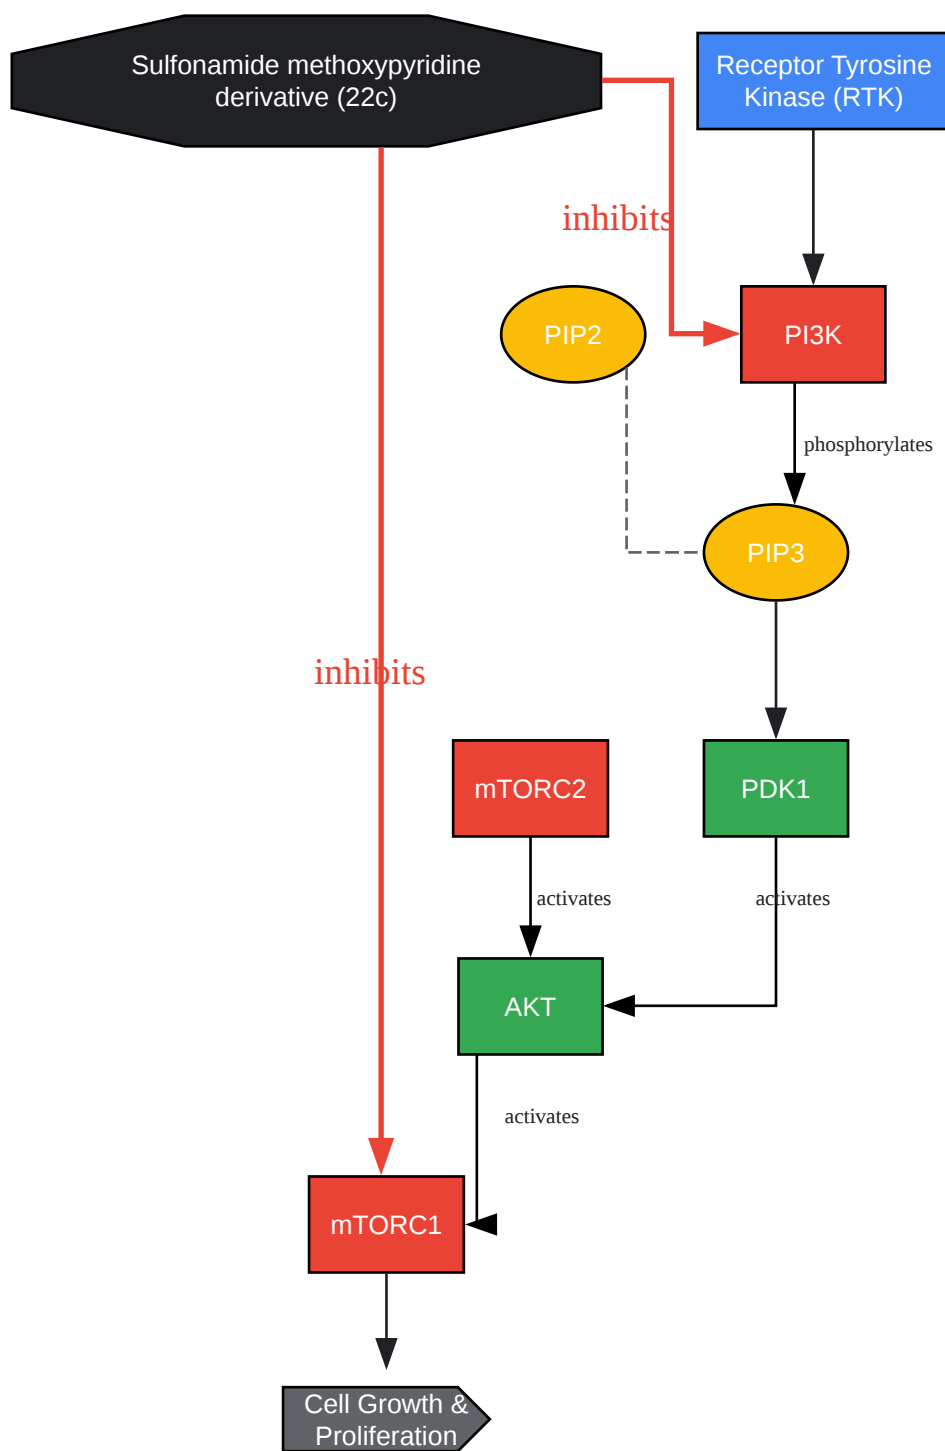 Sulfonamide methoxypyridine
derivative (22c)
Receptor Tyrosine
Kinase (RTK)
inhibits
PIP2
PI3K
phosphorylates
PIP3
inhibits
mTORC2
PDK1
activates
activates
AKT
activates
mTORC1
Cell Growth &
Proliferation